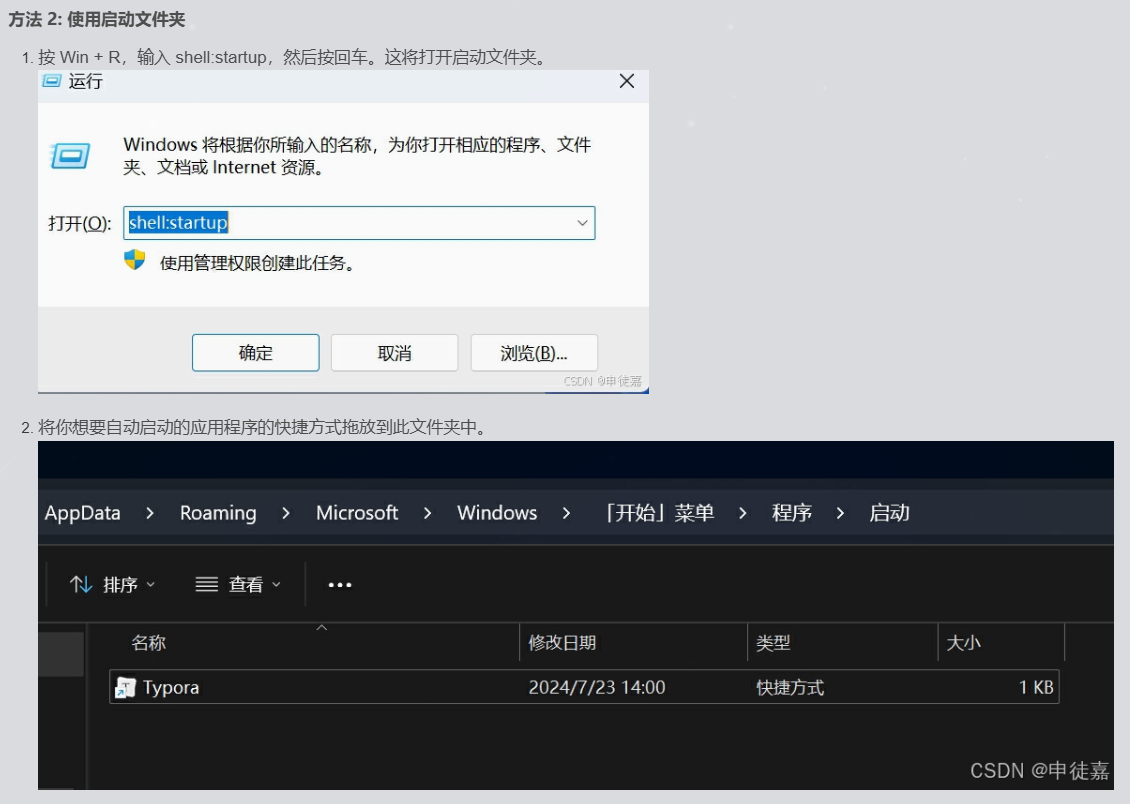 方法 2: 使用启动文件夹
1. 按 Win + R，输入 shell:startup，然后按回车。这将打开启动文件夹。
运行
Windows 将根据你所输入的名称，为你打开相应的程序、文件
夹、文档或 Internet 资源。
打开(O): shell:startup
使用管理权限创建此任务。
确定 取消 浏览(B)...
CSDN @申徒嘉
2. 将你想要自动启动的应用程序的快捷方式拖放到此文件夹中。
AppData > Roaming > Microsoft > Windows > 「开始」菜单 > 程序 > 启动
排序 查看 •••
名称 修改日期 类型 大小
Typora 2024/7/23 14:00 快捷方式 1 KB
CSDN @申徒嘉